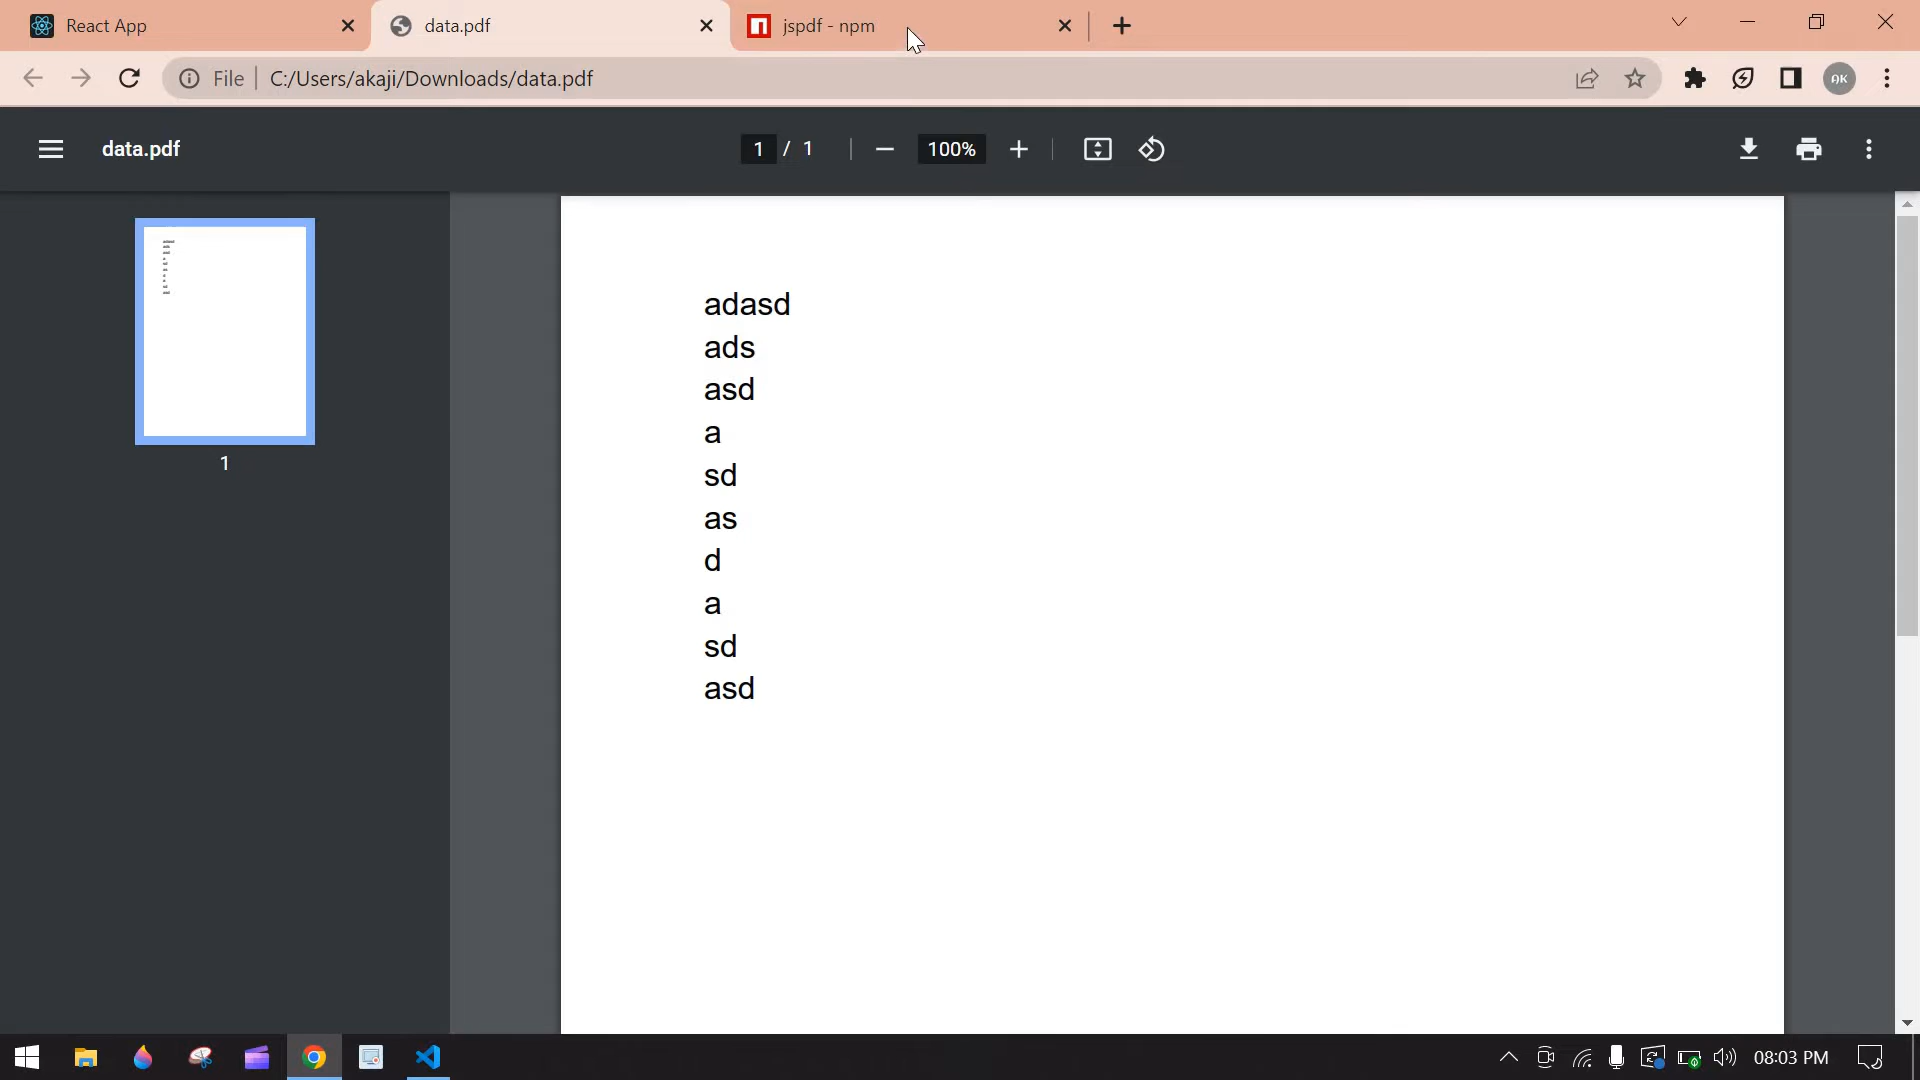 React App
data.pdf
jspdf - npm
File
C:/Users/akaji/Downloads/data.pdf
AK
data.pdf
1 / 1
100%
1
adasd
ads
asd
a
sd
as
d
a
sd
asd
08:03 PM